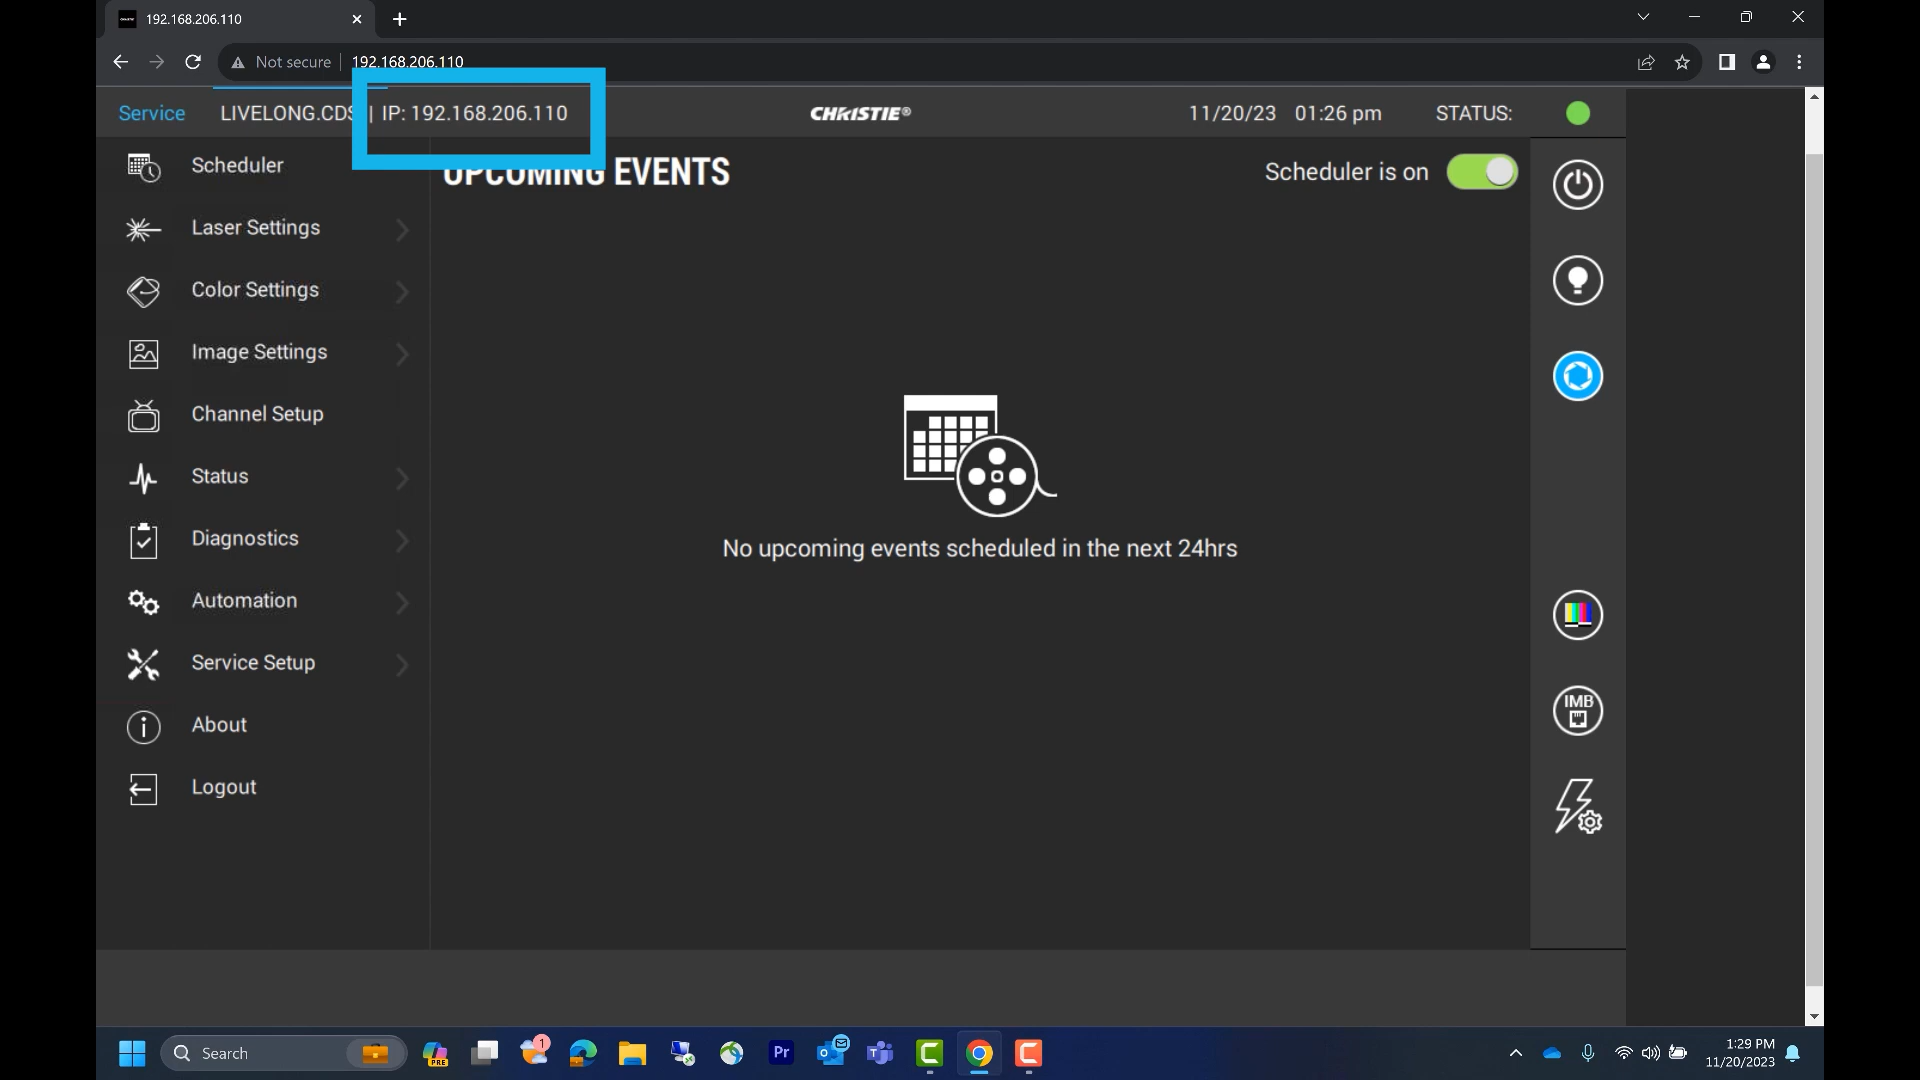 192.168.206.110
Not secure
192.168.206.110
Service
LIVELONG.CDS | IP: 192.168.206.110
CHRISTIE®
11/20/23 01:26 pm
STATUS:
Scheduler
Laser Settings
Color Settings
Image Settings
Channel Setup
Status
Diagnostics
Automation
Service Setup
About
Logout
UPCOMING EVENTS
Scheduler is on
No upcoming events scheduled in the next 24hrs
IMB
Search
PRE
1
Pr
1:29 PM
11/20/2023